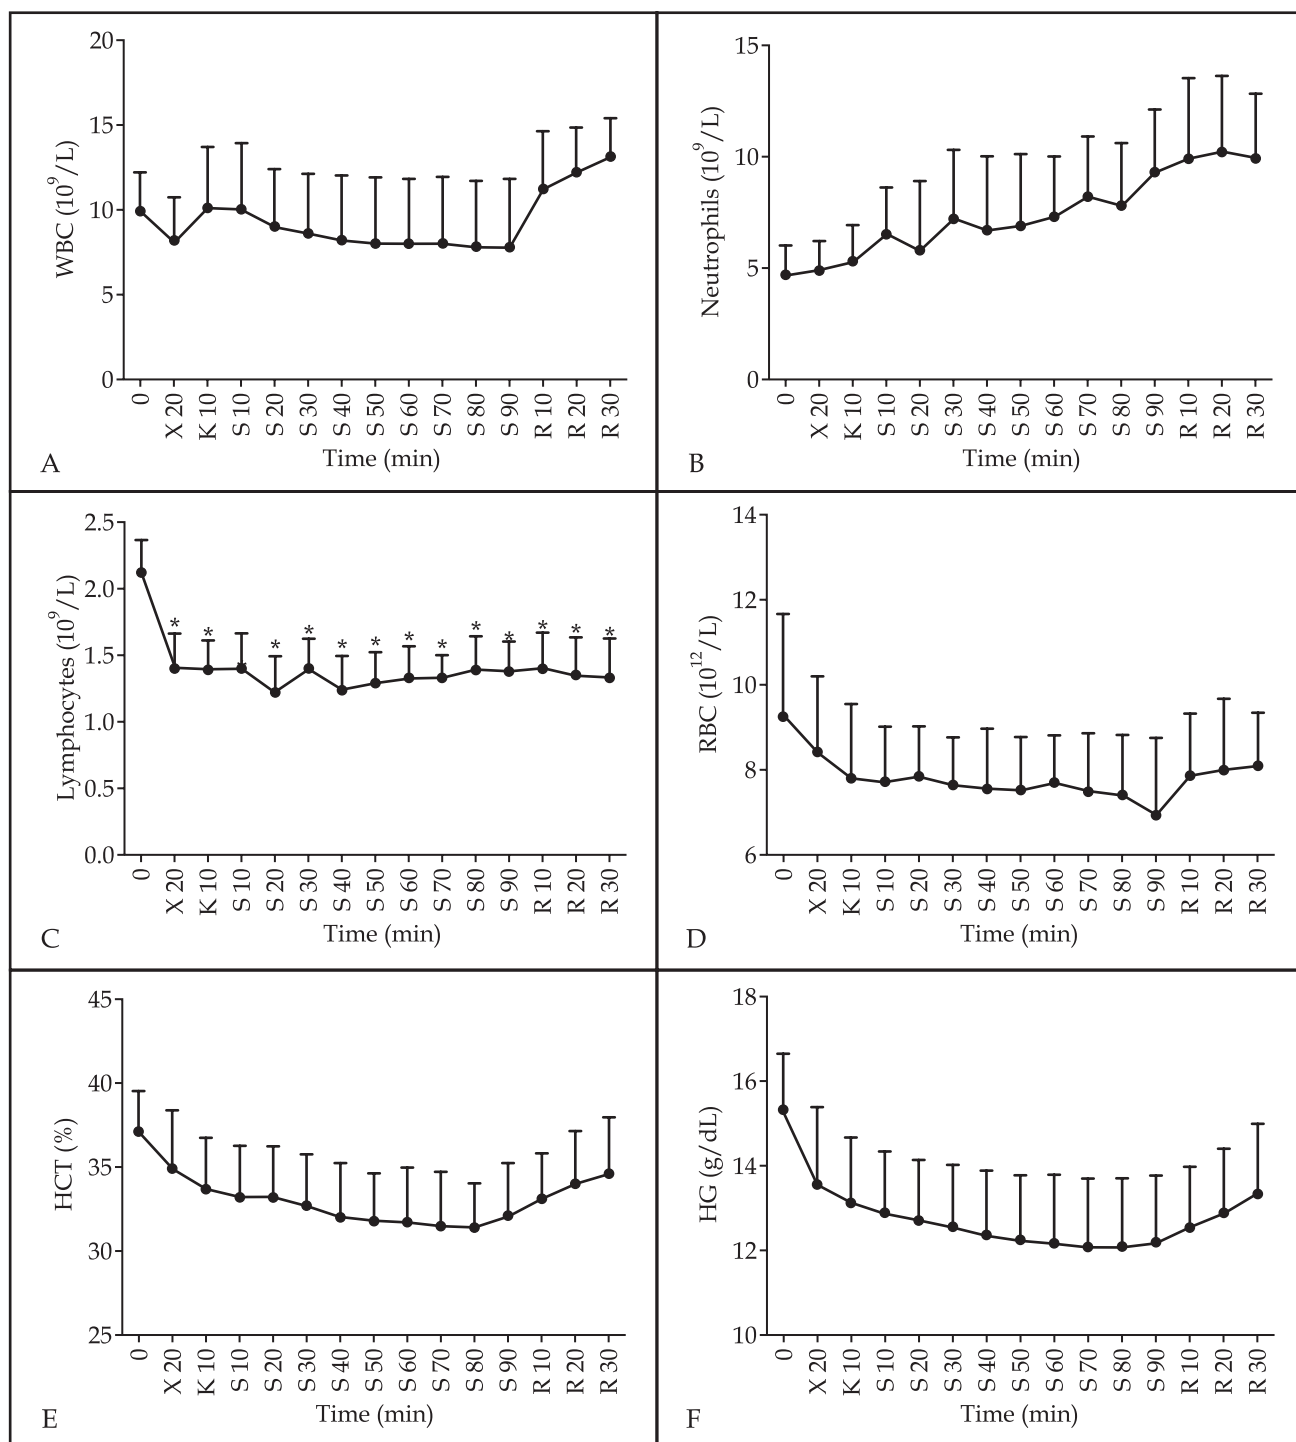 20
15
10
5
0
WBC (10⁹/L)
0 X 20 K 10 S 10 S 20 S 30 S 40 S 50 S 60 S 70 S 80 S 90 R 10 R 20 R 30
Time (min)
A
15
10
5
0
Neutrophils (10⁹/L)
0 X 20 K 10 S 10 S 20 S 30 S 40 S 50 S 60 S 70 S 80 S 90 R 10 R 20 R 30
Time (min)
B
2.5
2.0
1.5
1.0
0.5
0.0
Lymphocytes (10⁹/L)
* * * * * * * * * * * * * *
0 X 20 K 10 S 10 S 20 S 30 S 40 S 50 S 60 S 70 S 80 S 90 R 10 R 20 R 30
Time (min)
C
14
12
10
8
6
RBC (10¹²/L)
0 X 20 K 10 S 10 S 20 S 30 S 40 S 50 S 60 S 70 S 80 S 90 R 10 R 20 R 30
Time (min)
D
45
40
35
30
25
HCT (%)
0 X 20 K 10 S 10 S 20 S 30 S 40 S 50 S 60 S 70 S 80 S 90 R 10 R 20 R 30
Time (min)
E
18
16
14
12
10
HG (g/dL)
0 X 20 K 10 S 10 S 20 S 30 S 40 S 50 S 60 S 70 S 80 S 90 R 10 R 20 R 30
Time (min)
F